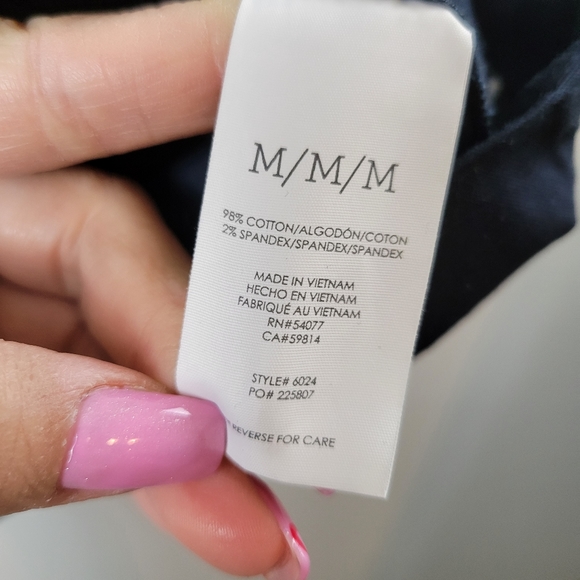 M/M/M
98% COTTON/ALGODÓN/COTON
2% SPANDEX/SPANDEX/SPANDEX
MADE IN VIETNAM
HECHO EN VIETNAM
FABRIQUÉ AU VIETNAM
RN#54077
CA#59814
STYLE# 6024
PO# 225807
REVERSE FOR CARE